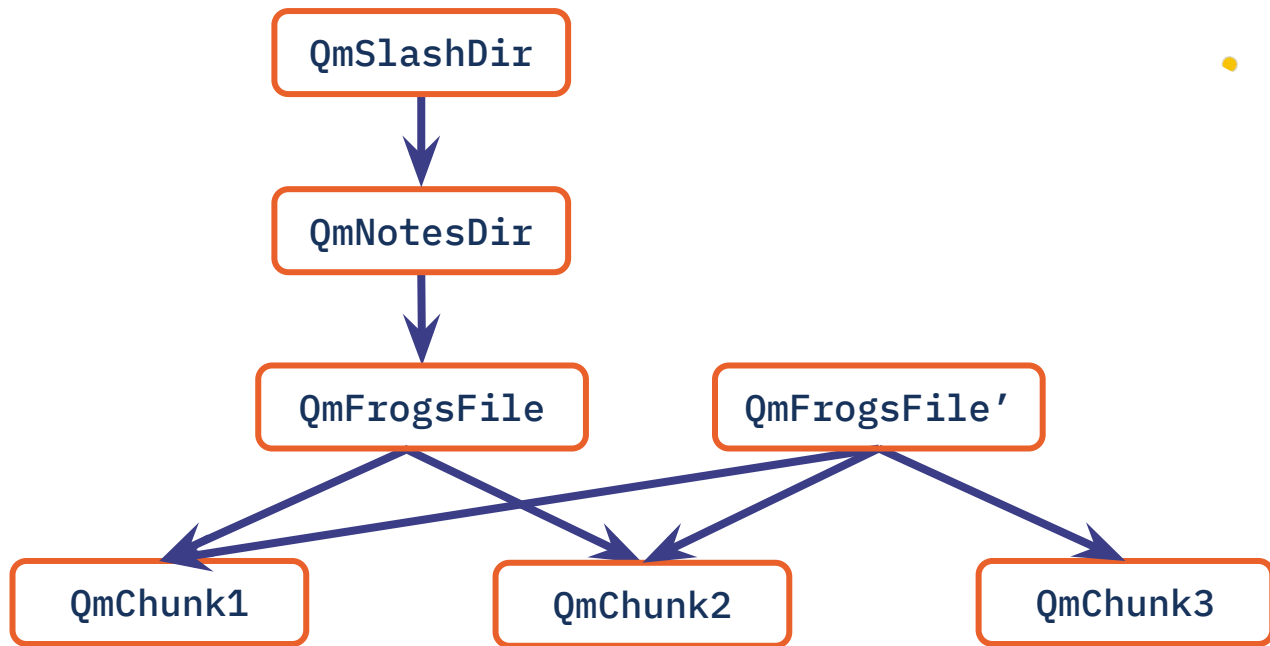 QmSlashDir
QmNotesDir
QmFrogsFile
QmFrogsFile’
QmChunk1
QmChunk2
QmChunk3